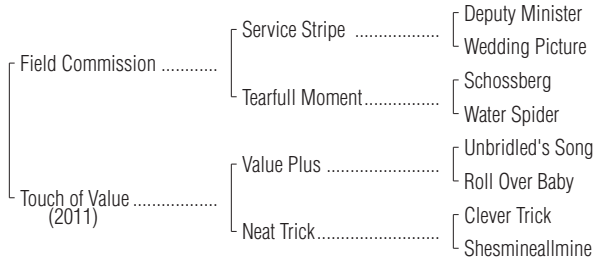 Deputy Minister
Service Stripe ..................
Wedding Picture
Field Commission ............
Schossberg
Tearfull Moment................
Water Spider
Unbridled's Song
Value Plus ........................
Roll Over Baby
Touch of Value ..................
(2011)
Clever Trick
Neat Trick..........................
Shesmineallmine